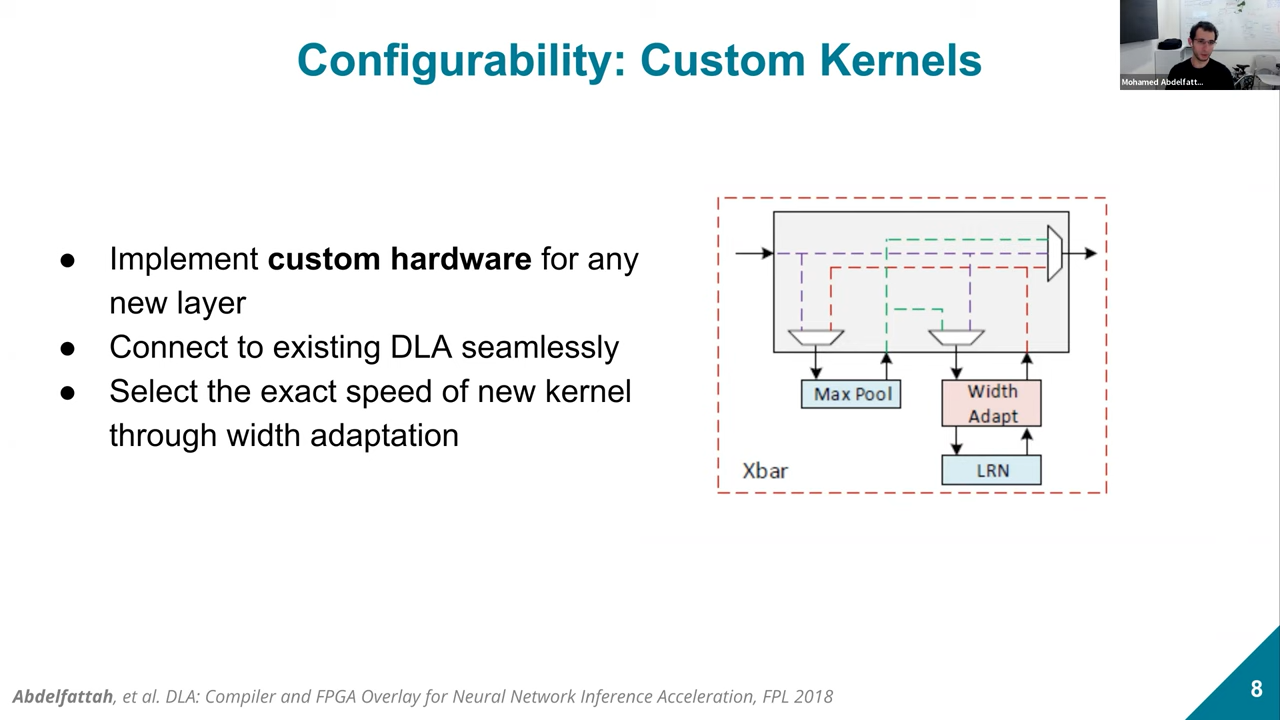 Configurability: Custom Kernels
Mohamed Abdelfatt...
● Implement custom hardware for any
new layer
● Connect to existing DLA seamlessly
● Select the exact speed of new kernel
through width adaptation
Max Pool
Width
Adapt
LRN
Xbar
Abdelfattah, et al. DLA: Compiler and FPGA Overlay for Neural Network Inference Acceleration, FPL 2018
8